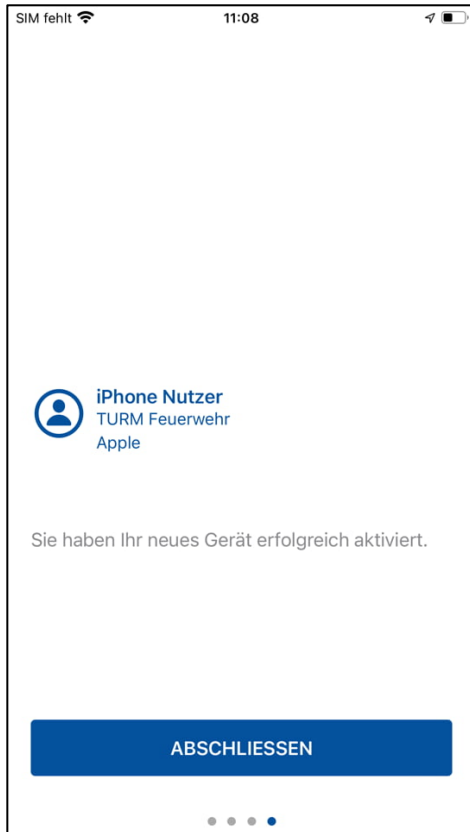 SIM fehlt 11:08
iPhone Nutzer
TURM Feuerwehr
Apple
Sie haben Ihr neues Gerät erfolgreich aktiviert.
ABSCHLIESSEN